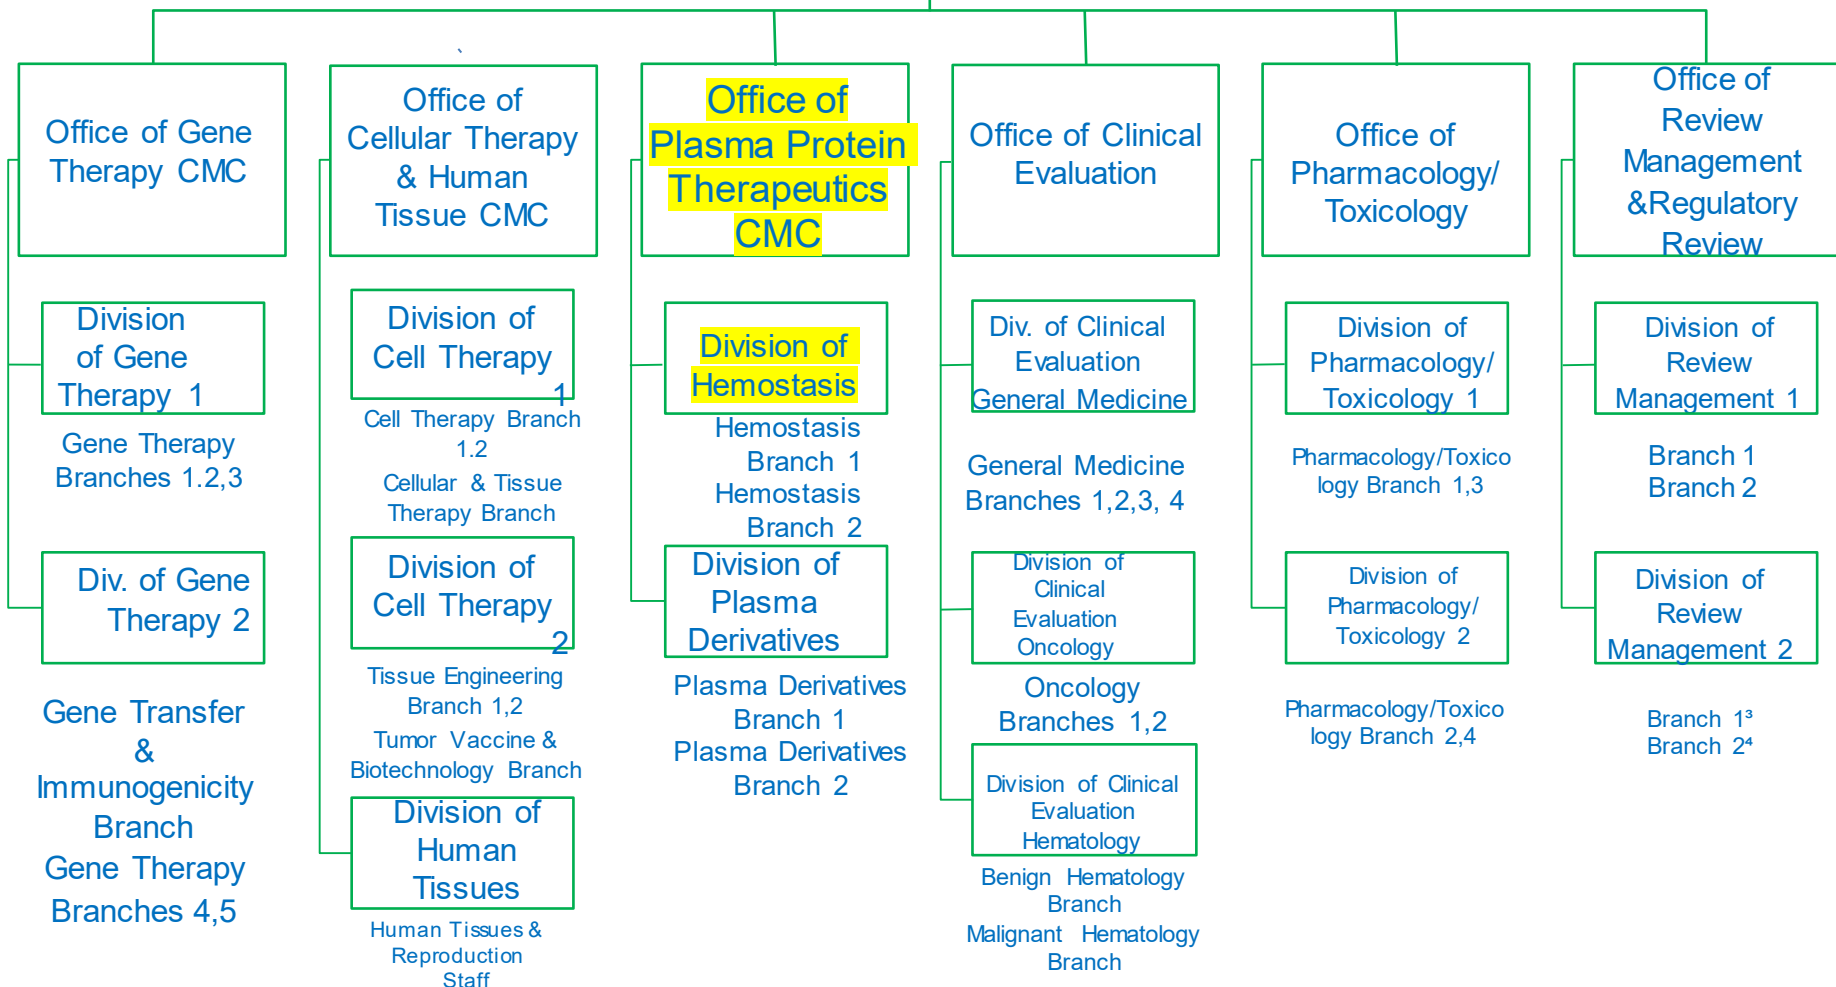 `
Office of Gene
Therapy CMC
Division
of Gene
Therapy 1
Gene Therapy
Branches 1.2,3
Div. of Gene
Therapy 2
Gene Transfer
&
Immunogenicity
Branch
Gene Therapy
Branches 4,5
Office of
Cellular Therapy
& Human
Tissue CMC
Division of
Cell Therapy
1
Cell Therapy Branch
1.2
Cellular & Tissue
Therapy Branch
Division of
Cell Therapy
2
Tissue Engineering
Branch 1,2
Tumor Vaccine &
Biotechnology Branch
Division of
Human
Tissues
Human Tissues &
Reproduction
Staff
Office of
Plasma Protein
Therapeutics
CMC
Division of
Hemostasis
Hemostasis
Branch 1
Hemostasis
Branch 2
Division of
Plasma
Derivatives
Plasma Derivatives
Branch 1
Plasma Derivatives
Branch 2
Office of Clinical
Evaluation
Div. of Clinical
Evaluation
General Medicine
General Medicine
Branches 1,2,3, 4
Division of
Clinical
Evaluation
Oncology
Oncology
Branches 1,2
Division of Clinical
Evaluation
Hematology
Benign Hematology
Branch
Malignant Hematology
Branch
Office of
Pharmacology/
Toxicology
Division of
Pharmacology/
Toxicology 1
Pharmacology/Toxico
logy Branch 1,3
Division of
Pharmacology/
Toxicology 2
Pharmacology/Toxico
logy Branch 2,4
Office of
Review
Management
&Regulatory
Review
Division of
Review
Management 1
Branch 1
Branch 2
Division of
Review
Management 2
Branch 1³
Branch 2⁴